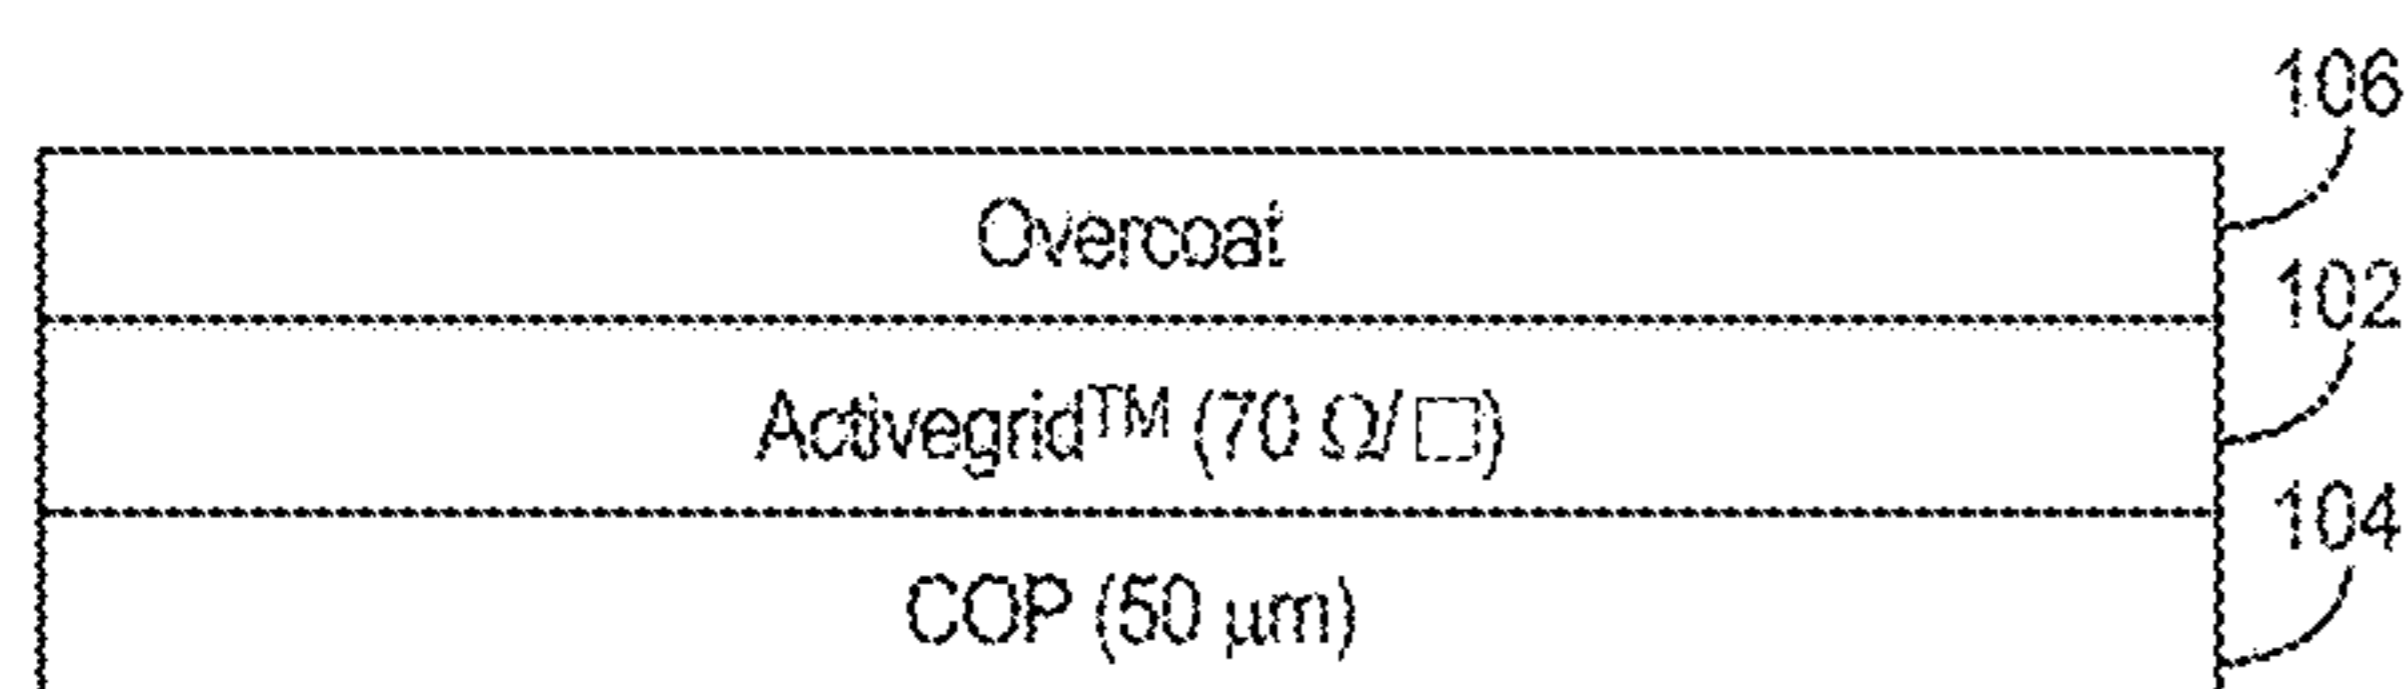 106
Overcoat
102
Activegrid™ (70 Ω/□)
104
COP (50 µm)